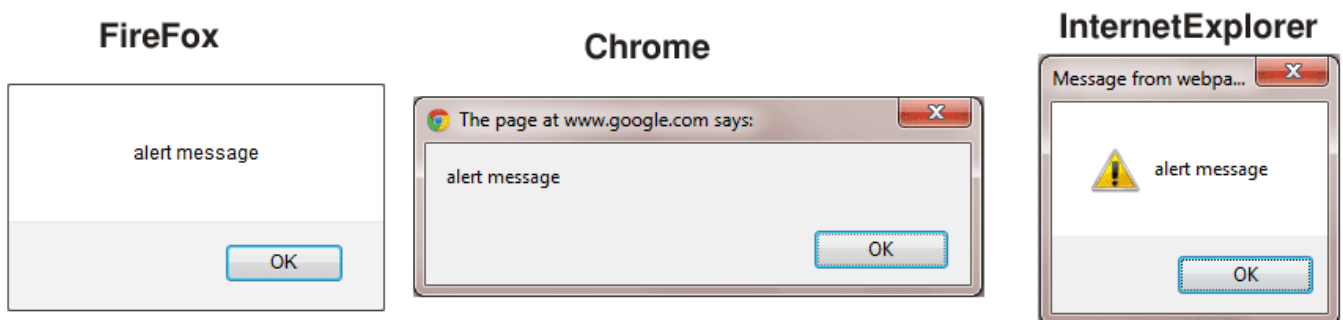 FireFox
alert message
OK
Chrome
The page at www.google.com says:
alert message
OK
InternetExplorer
Message from webpa...
alert message
OK